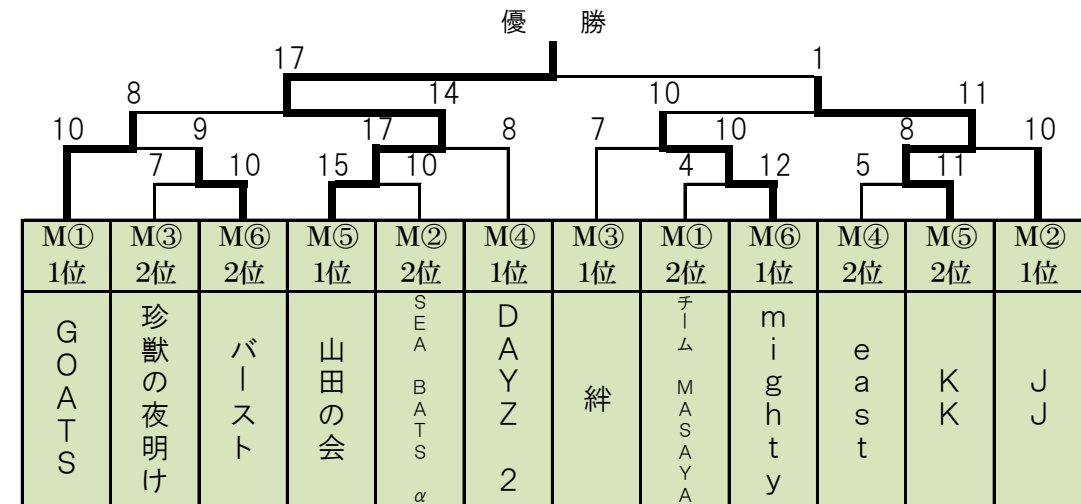 優 勝
17 1
8 14 10 11
10 9 17 8 7 10 8 10
7 10 15 10 4 12 5 11
M① M③ M⑥ M⑤ M② M④ M③ M① M⑥ M④ M⑤ M②
1位 2位 2位 1位 2位 1位 1位 2位 1位 2位 2位 1位
GOATS
珍獣の夜明け
バースト
山田の会
SEA BATS α
DAYZ 2
絆
チーム MASAYA
mighty
east
KK
JJ